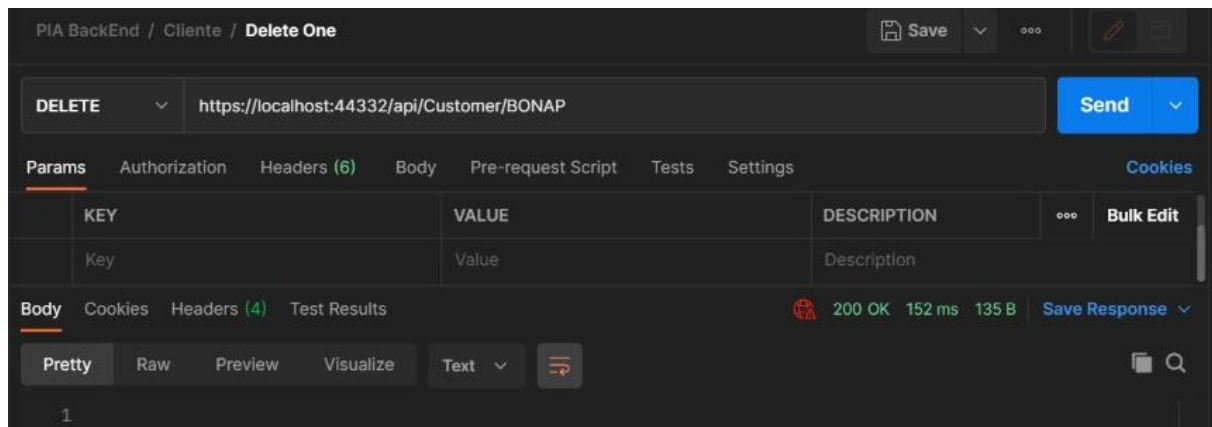 PIA BackEnd / Cliente / Delete One Save ooo
DELETE https://localhost:44332/api/Customer/BONAP Send
Params Authorization Headers (6) Body Pre-request Script Tests Settings Cookies
KEY VALUE DESCRIPTION ooo Bulk Edit
Key Value Description
Body Cookies Headers (4) Test Results 200 OK 152 ms 135 B Save Response
Pretty Raw Preview Visualize Text
1